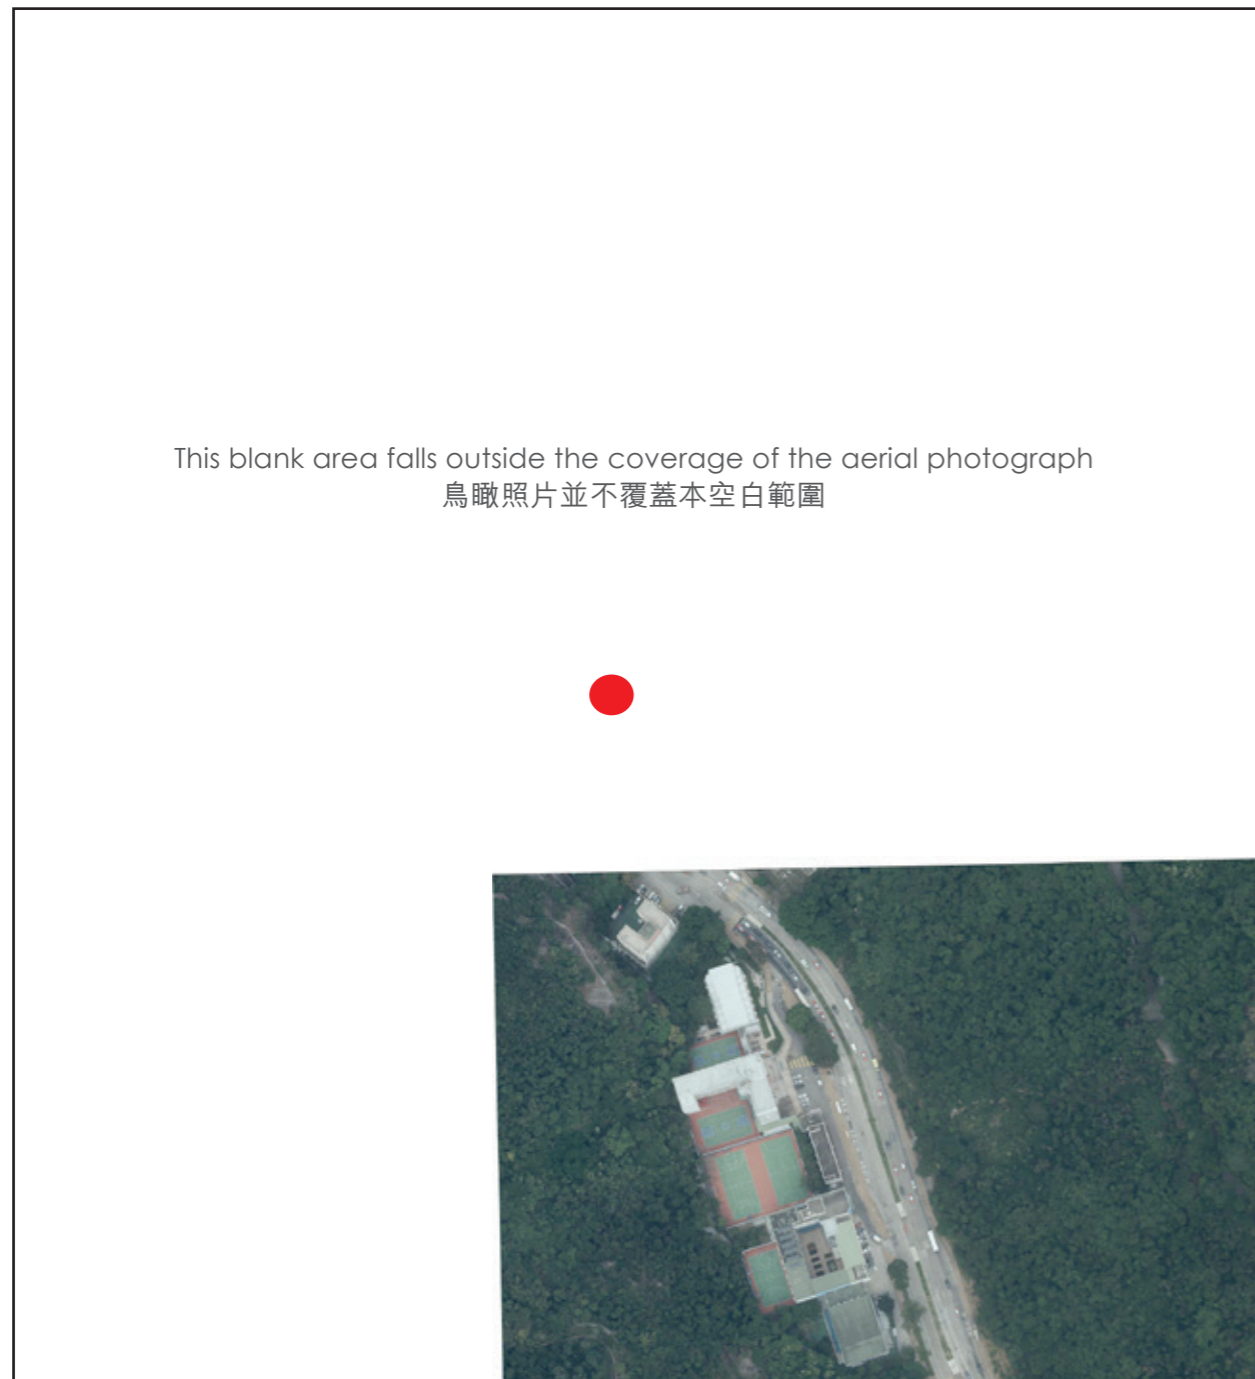 This blank area falls outside the coverage of the aerial photograph
鳥瞰照片並不覆蓋本空白範圍